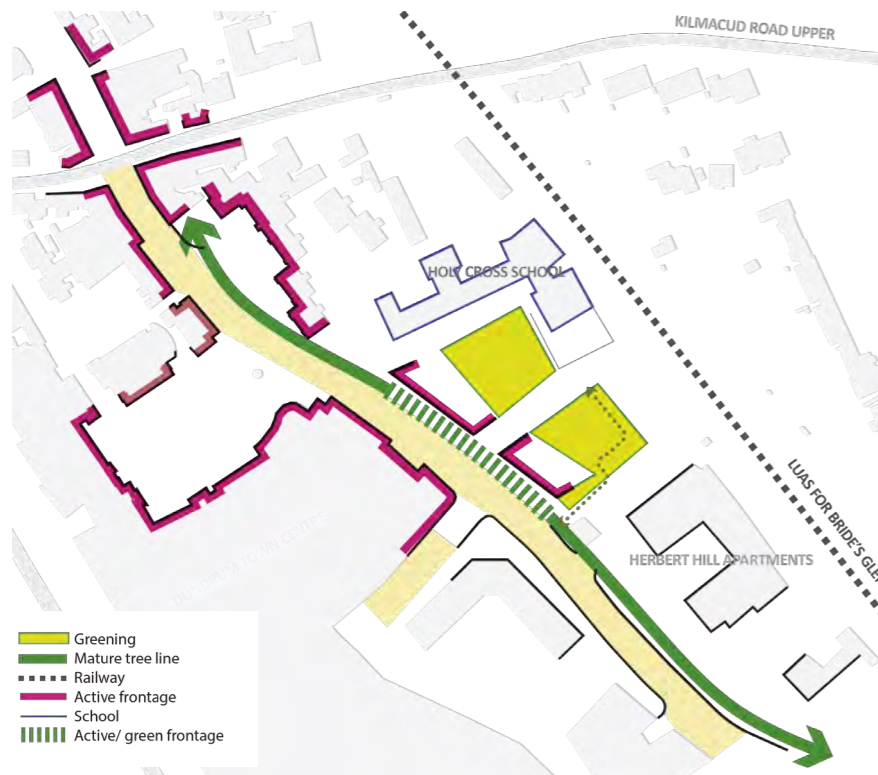 KILMACUD ROAD UPPER
HOLY CROSS SCHOOL
LUAS FOR BRIDE'S GLE
HERBERT HILL APARTMENTS
DUNDRUM TOWN CENTRE
Greening
Mature tree line
Railway
Active frontage
School
Active/ green frontage